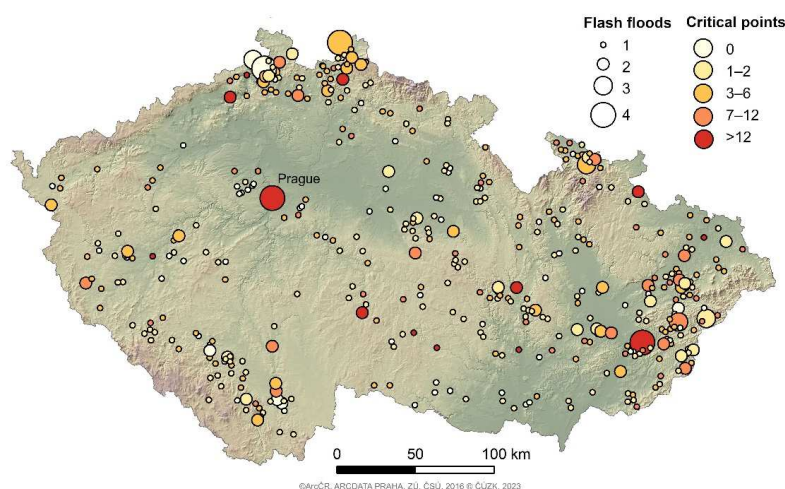 Flash floods
1
2
3
4
Critical points
0
1–2
3–6
7–12
>12
Prague
0 50 100 km
©ArcČR, ARCDATA PRAHA, ZÚ, ČSÚ, 2016 © ČÚZK, 2023